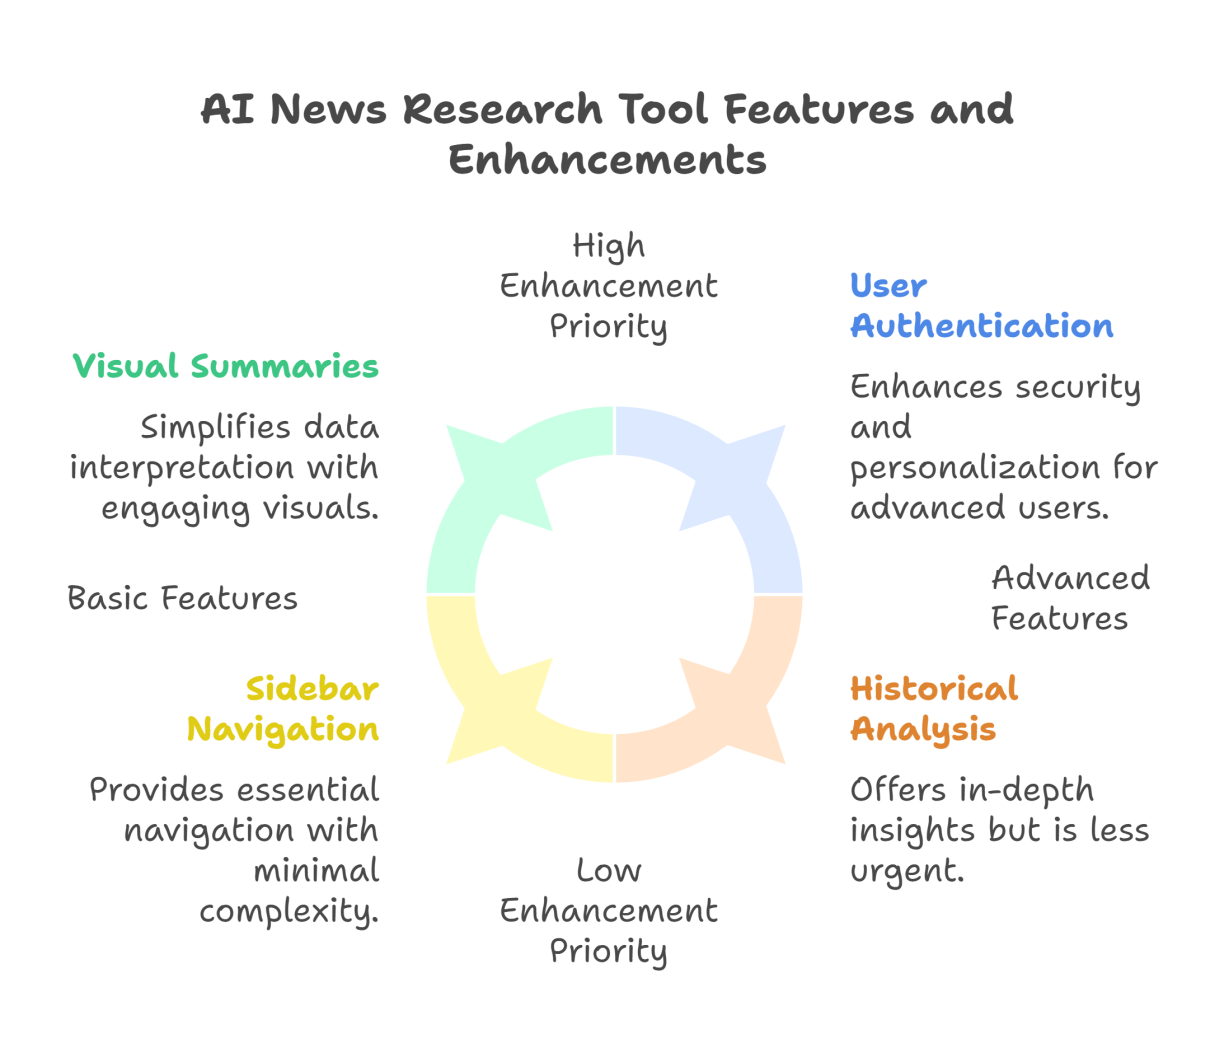 AI News Research Tool Features and
Enhancements
High
Enhancement
Priority
User
Authentication
Visual Summaries
Enhances security
and
personalization for
advanced users.
Simplifies data
interpretation with
engaging visuals.
Basic Features
Advanced
Features
Sidebar
Navigation
Historical
Analysis
Provides essential
navigation with
minimal
complexity.
Offers in-depth
insights but is less
urgent.
Low
Enhancement
Priority